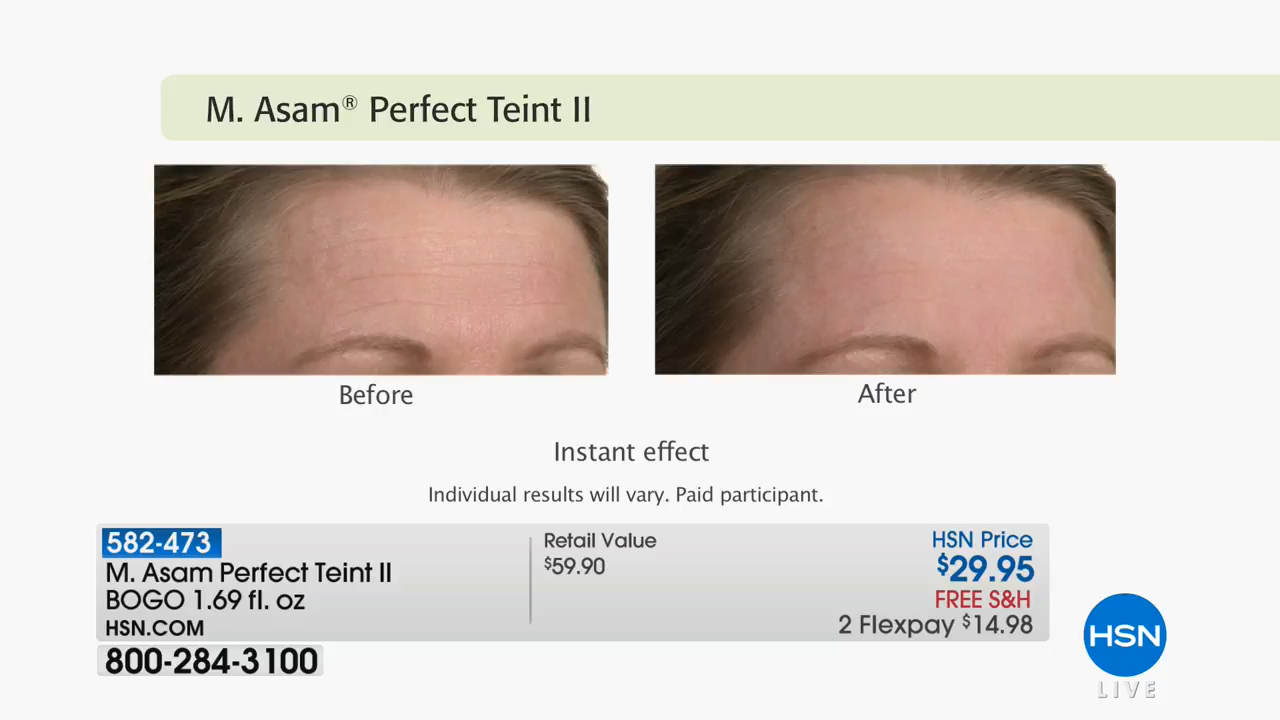 M. Asam® Perfect Teint II
Before
After
Instant effect
Individual results will vary. Paid participant.
582-473
M. Asam Perfect Teint II
BOGO 1.69 fl. oz
HSN.COM
800-284-3100
Retail Value
$59.90
HSN Price
$29.95
FREE S&H
2 Flexpay $14.98
HSN
LIVE